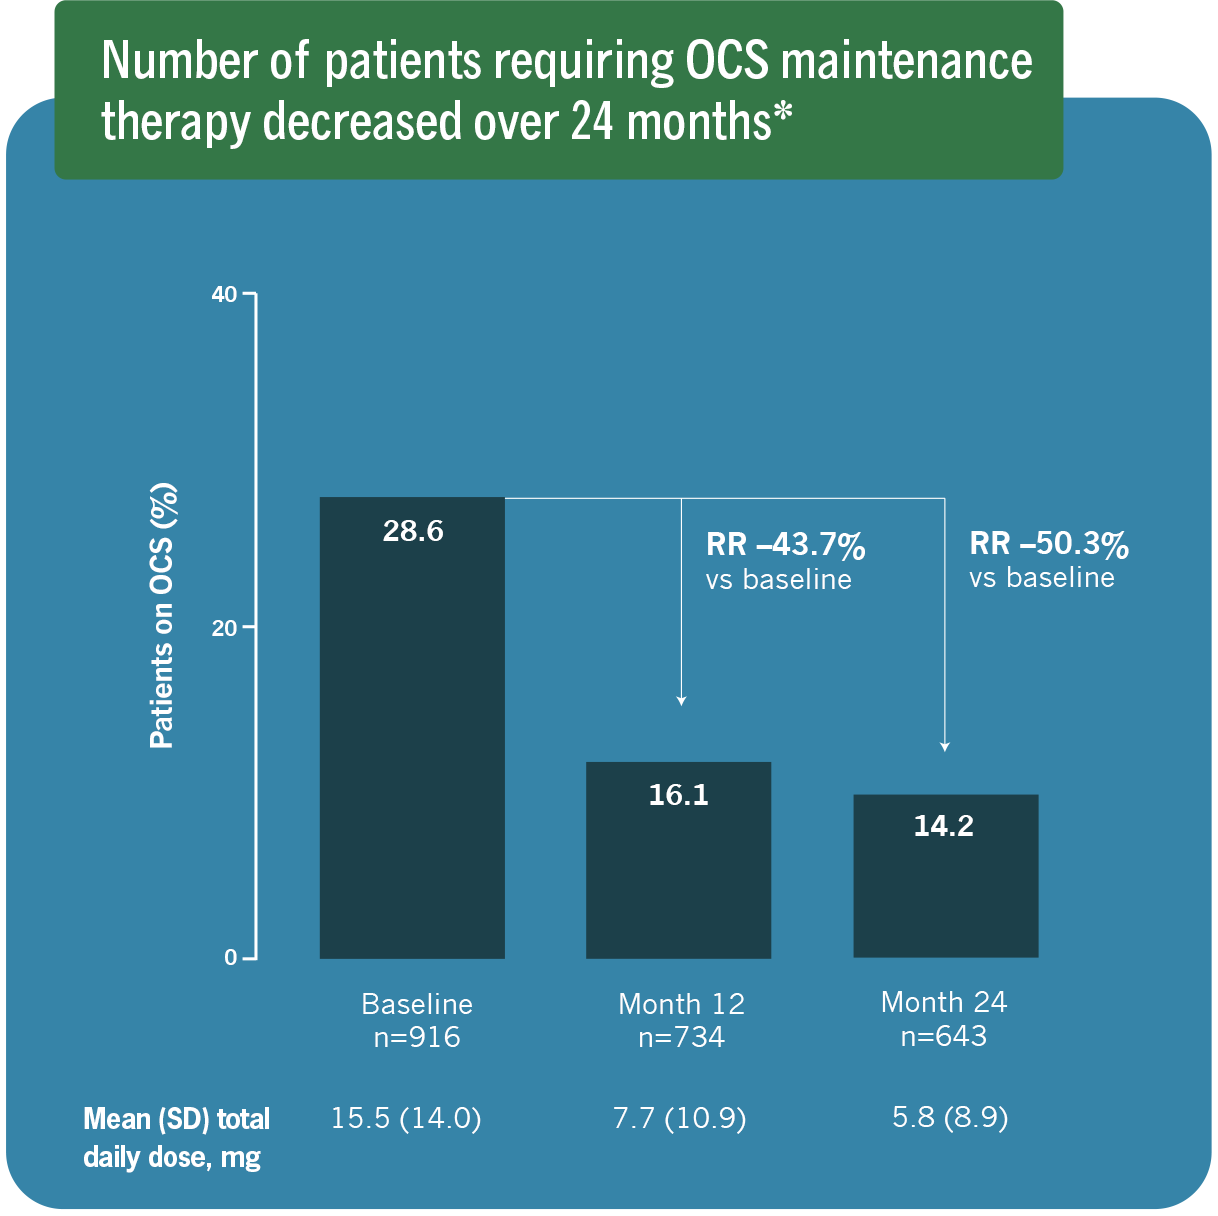 Number of patients requiring OCS maintenance
therapy decreased over 24 months*
40
20
0
Patients on OCS (%)
28.6
16.1
14.2
RR –43.7%
vs baseline
RR –50.3%
vs baseline
Baseline
n=916
Month 12
n=734
Month 24
n=643
Mean (SD) total
daily dose, mg
15.5 (14.0)
7.7 (10.9)
5.8 (8.9)